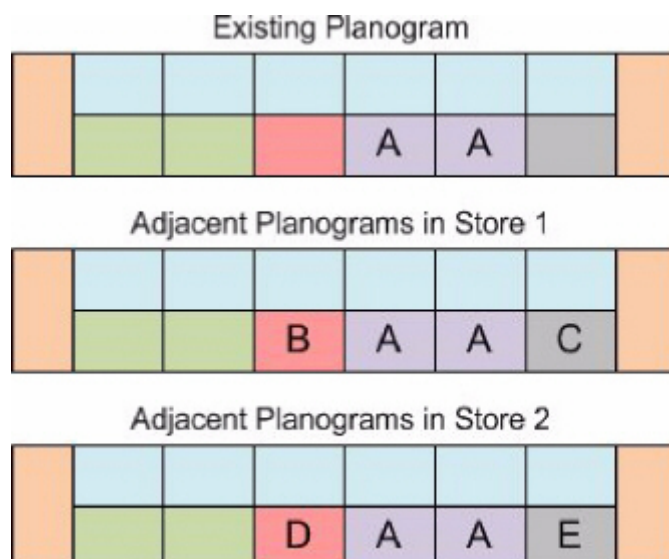 Existing Planogram
A A
Adjacent Planograms in Store 1
B A A C
Adjacent Planograms in Store 2
D A A E